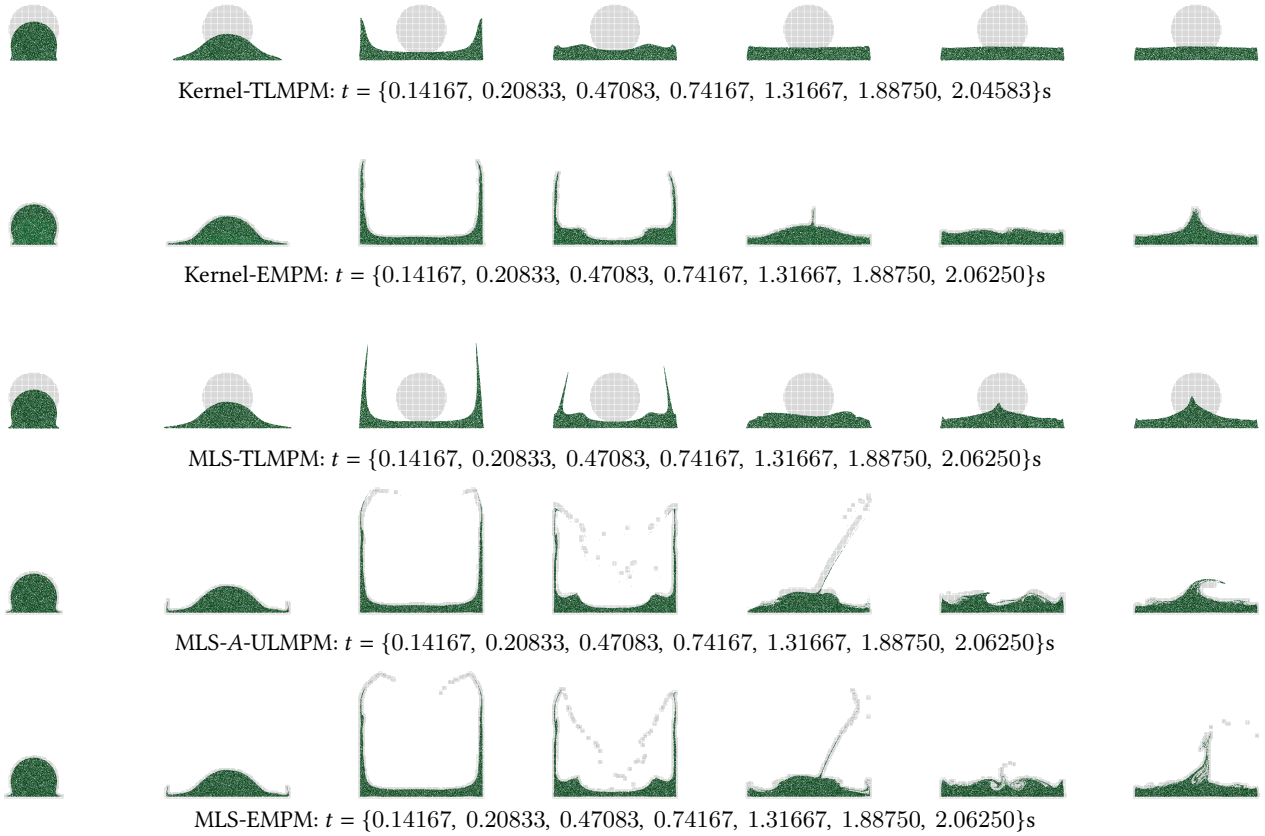 Kernel-TLMPM: t = {0.14167, 0.20833, 0.47083, 0.74167, 1.31667, 1.88750, 2.04583}s
Kernel-EMPM: t = {0.14167, 0.20833, 0.47083, 0.74167, 1.31667, 1.88750, 2.06250}s
MLS-TLMPM: t = {0.14167, 0.20833, 0.47083, 0.74167, 1.31667, 1.88750, 2.06250}s
MLS-A-ULMPM: t = {0.14167, 0.20833, 0.47083, 0.74167, 1.31667, 1.88750, 2.06250}s
MLS-EMPM: t = {0.14167, 0.20833, 0.47083, 0.74167, 1.31667, 1.88750, 2.06250}s